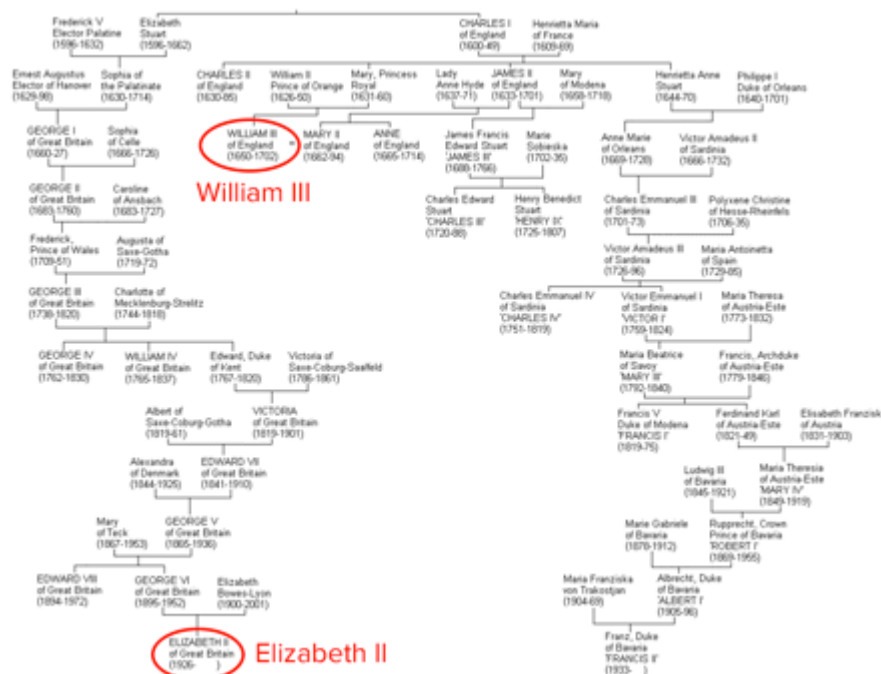 Frederick V
Elector Palatine
(1596-1632)
Elizabeth
Stuart
(1596-1662)
CHARLES I
of England
(1600-49)
Henrietta Maria
of France
(1609-69)
Ernest Augustus
Elector of Hanover
(1629-98)
Sophia of
the Palatinate
(1630-1714)
CHARLES II
of England
(1630-85)
William II
Prince of Orange
(1626-50)
Mary, Princess
Royal
(1631-60)
Lady
Anne Hyde
(1637-71)
JAMES II
of England
(1633-1701)
Mary
of Modena
(1658-1718)
Henrietta Anne
Stuart
(1644-70)
Philippe I
Duke of Orleans
(1640-1701)
GEORGE I
of Great Britain
(1660-27)
Sophia
of Celle
(1666-1726)
WILLIAM III
of England
(1650-1702)
=
MARY II
of England
(1662-94)
ANNE
of England
(1665-1714)
James Francis
Edward Stuart
'JAMES III'
(1688-1766)
Marie
Sobieska
(1702-35)
Anne Marie
of Orleans
(1669-1728)
Victor Amadeus II
of Sardinia
(1666-1732)
William III
GEORGE II
of Great Britain
(1683-1760)
Caroline
of Ansbach
(1683-1727)
Charles Edward
Stuart
'CHARLES III'
(1720-88)
Henry Benedict
Stuart
'HENRY IX'
(1725-1807)
Charles Emmanuel III
of Sardinia
(1701-73)
Polyxene Christine
of Hesse-Rheinfels
(1706-35)
Frederick,
Prince of Wales
(1709-51)
Augusta of
Saxe-Gotha
(1719-72)
Victor Amadeus III
of Sardinia
(1726-96)
Maria Antoinetta
of Spain
(1729-85)
GEORGE III
of Great Britain
(1738-1820)
Charlotte of
Mecklenburg-Strelitz
(1744-1818)
Charles Emmanuel IV
of Sardinia
'CHARLES IV'
(1751-1819)
Victor Emmanuel I
of Sardinia
'VICTOR I'
(1759-1824)
Maria Theresa
of Austria-Este
(1773-1832)
GEORGE IV
of Great Britain
(1762-1830)
WILLIAM IV
of Great Britain
(1765-1837)
Edward, Duke
of Kent
(1767-1820)
Victoria of
Saxe-Coburg-Saalfeld
(1786-1861)
Maria Beatrice
of Savoy
'MARY III'
(1792-1840)
Francis, Archduke
of Austria-Este
(1779-1846)
Albert of
Saxe-Coburg-Gotha
(1819-61)
VICTORIA
of Great Britain
(1819-1901)
Francis V
Duke of Modena
'FRANCIS I'
(1819-75)
Ferdinand Karl
of Austria-Este
(1821-49)
Elisabeth Franzisk
of Austria
(1831-1903)
Alexandra
of Denmark
(1844-1925)
EDWARD VII
of Great Britain
(1841-1910)
Ludwig III
of Bavaria
(1845-1921)
Maria Theresia
of Austria-Este
'MARY IV'
(1849-1919)
Mary
of Teck
(1867-1953)
GEORGE V
of Great Britain
(1865-1936)
Marie Gabriele
of Bavaria
(1878-1912)
Rupprecht, Crown
Prince of Bavaria
'ROBERT I'
(1869-1955)
EDWARD VIII
of Great Britain
(1894-1972)
GEORGE VI
of Great Britain
(1895-1952)
Elizabeth
Bowes-Lyon
(1900-2001)
Maria Franziska
von Trakostjan
(1904-69)
Albrecht, Duke
of Bavaria
'ALBERT I'
(1905-96)
ELIZABETH II
of Great Britain
(1926- )
Elizabeth II
Franz, Duke
of Bavaria
'FRANCIS II'
(1933- )